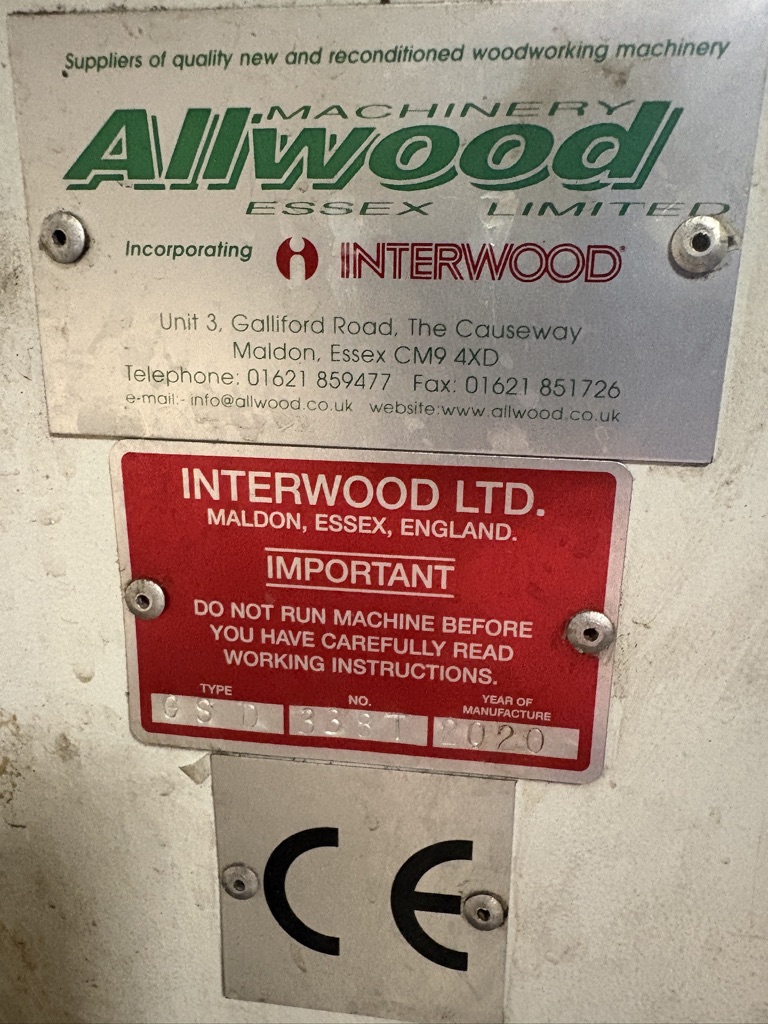 Suppliers of quality new and reconditioned woodworking machinery
MACHINERY
Allwood
ESSEX LIMITED
Incorporating INTERWOOD
Unit 3, Galliford Road, The Causeway
Maldon, Essex CM9 4XD
Telephone: 01621 859477 Fax: 01621 851726
e-mail:- info@allwood.co.uk website:www.allwood.co.uk
INTERWOOD LTD.
MALDON, ESSEX, ENGLAND.
IMPORTANT
DO NOT RUN MACHINE BEFORE
YOU HAVE CAREFULLY READ
WORKING INSTRUCTIONS.
TYPE NO. YEAR OF
MANUFACTURE
GSD 2020
CE